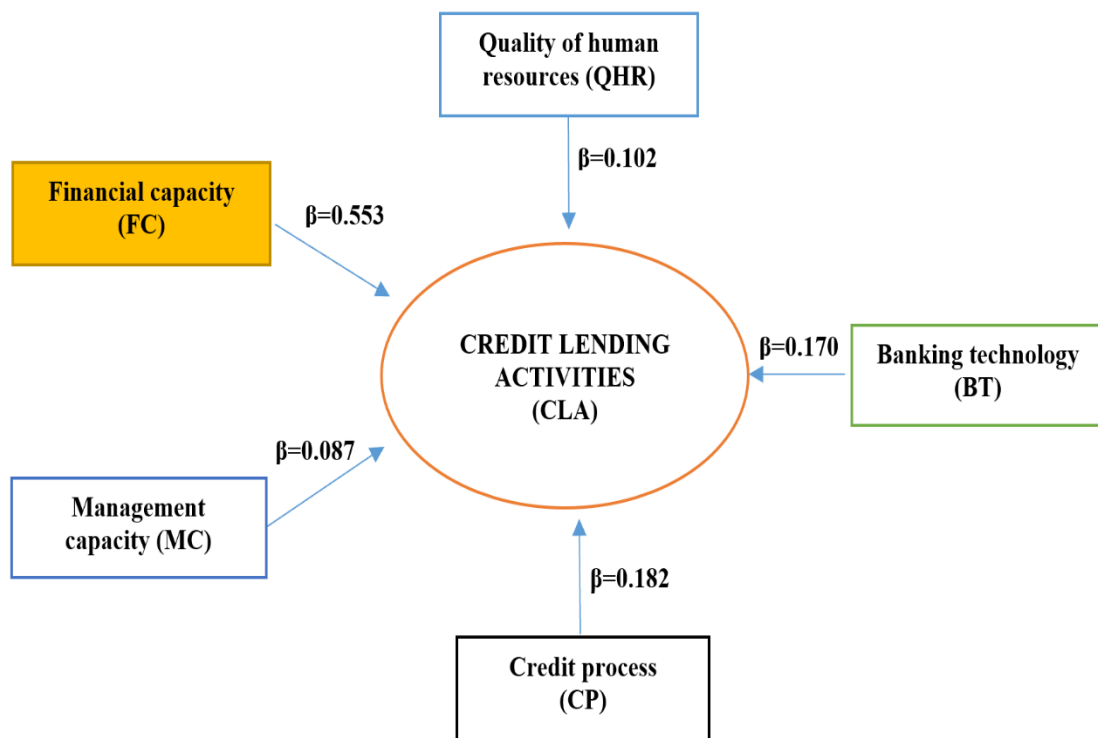 Quality of human
resources (QHR)
β=0.102
Financial capacity
(FC)
β=0.553
CREDIT LENDING
ACTIVITIES
(CLA)
β=0.170
Banking technology
(BT)
β=0.087
Management
capacity (MC)
β=0.182
Credit process
(CP)